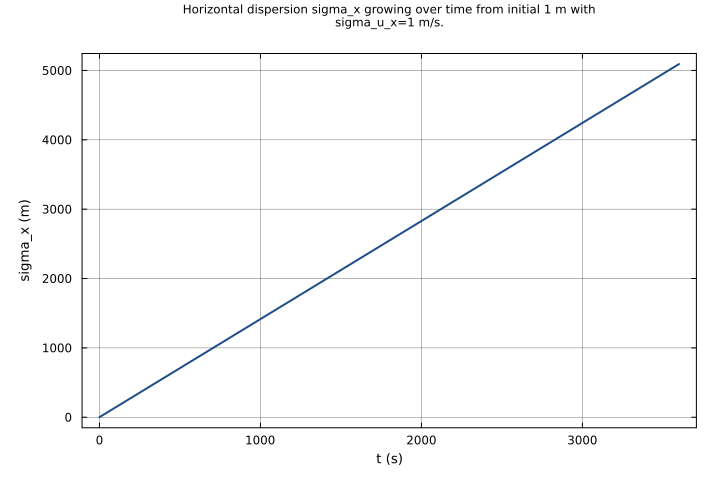 Horizontal dispersion sigma_x growing over time from initial 1 m with
sigma_u_x=1 m/s.
sigma_x (m)
5000
4000
3000
2000
1000
0
0 1000 2000 3000
t (s)